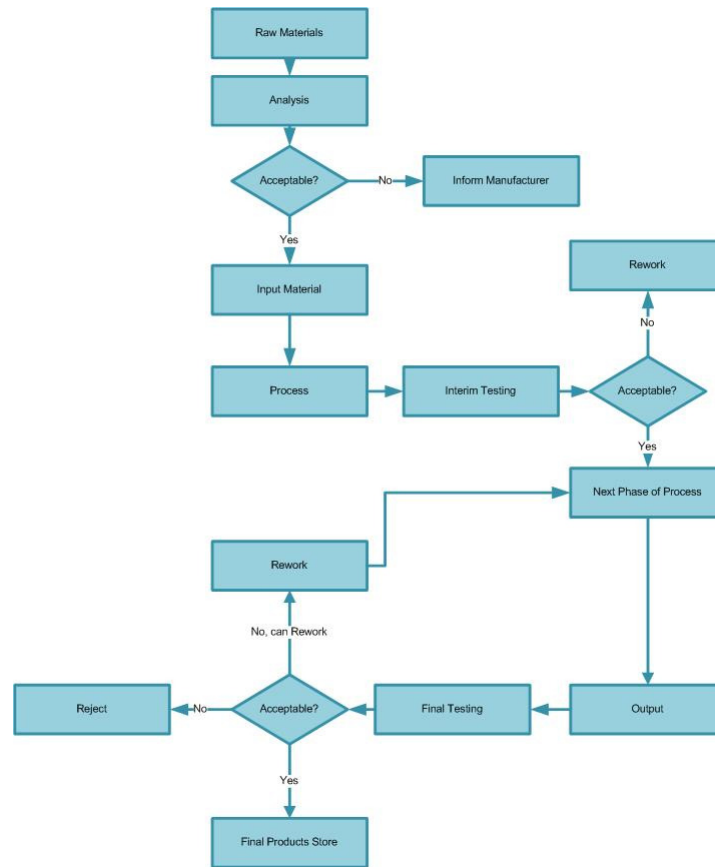 Raw Materials
Analysis
Acceptable?
No
Inform Manufacturer
Yes
Input Material
Rework
No
Process
Interim Testing
Acceptable?
Yes
Next Phase of Process
Rework
No, can Rework
Reject
No
Acceptable?
Final Testing
Output
Yes
Final Products Store